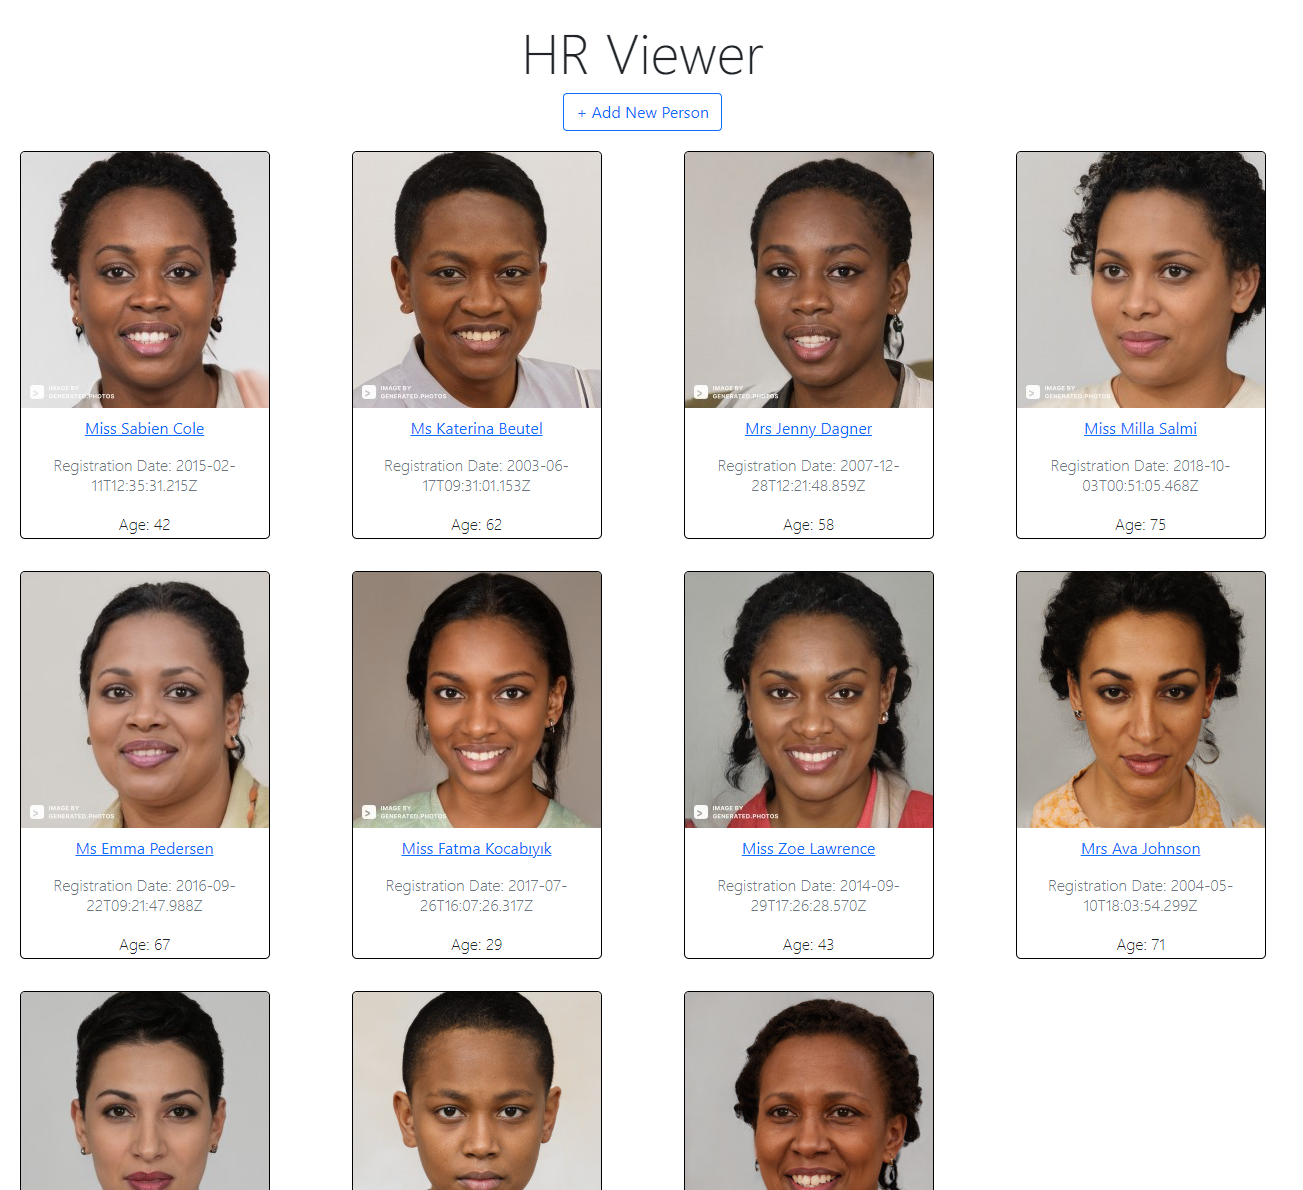 HR Viewer
+ Add New Person
IMAGE BY
GENERATED.PHOTOS
IMAGE BY
GENERATED.PHOTOS
IMAGE BY
GENERATED.PHOTOS
IMAGE BY
GENERATED.PHOTOS
Miss Sabien Cole
Registration Date: 2015-02-
11T12:35:31.215Z
Age: 42
Ms Katerina Beutel
Registration Date: 2003-06-
17T09:31:01.153Z
Age: 62
Mrs Jenny Dagner
Registration Date: 2007-12-
28T12:21:48.859Z
Age: 58
Miss Milla Salmi
Registration Date: 2018-10-
03T00:51:05.468Z
Age: 75
IMAGE BY
GENERATED.PHOTOS
IMAGE BY
GENERATED.PHOTOS
IMAGE BY
GENERATED.PHOTOS
Ms Emma Pedersen
Registration Date: 2016-09-
22T09:21:47.988Z
Age: 67
Miss Fatma Kocabıyık
Registration Date: 2017-07-
26T16:07:26.317Z
Age: 29
Miss Zoe Lawrence
Registration Date: 2014-09-
29T17:26:28.570Z
Age: 43
Mrs Ava Johnson
Registration Date: 2004-05-
10T18:03:54.299Z
Age: 71